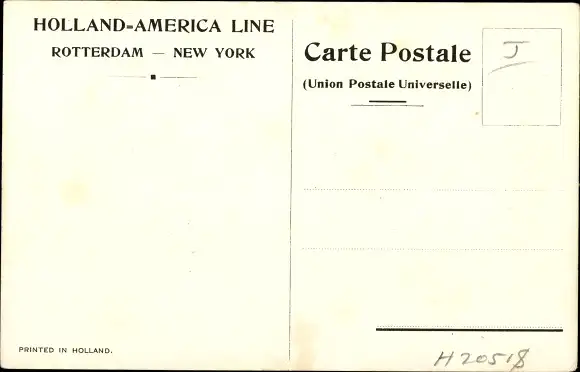 HOLLAND-AMERICA LINE
ROTTERDAM — NEW YORK
PRINTED IN HOLLAND.
Carte Postale
(Union Postale Universelle)
J
H20518